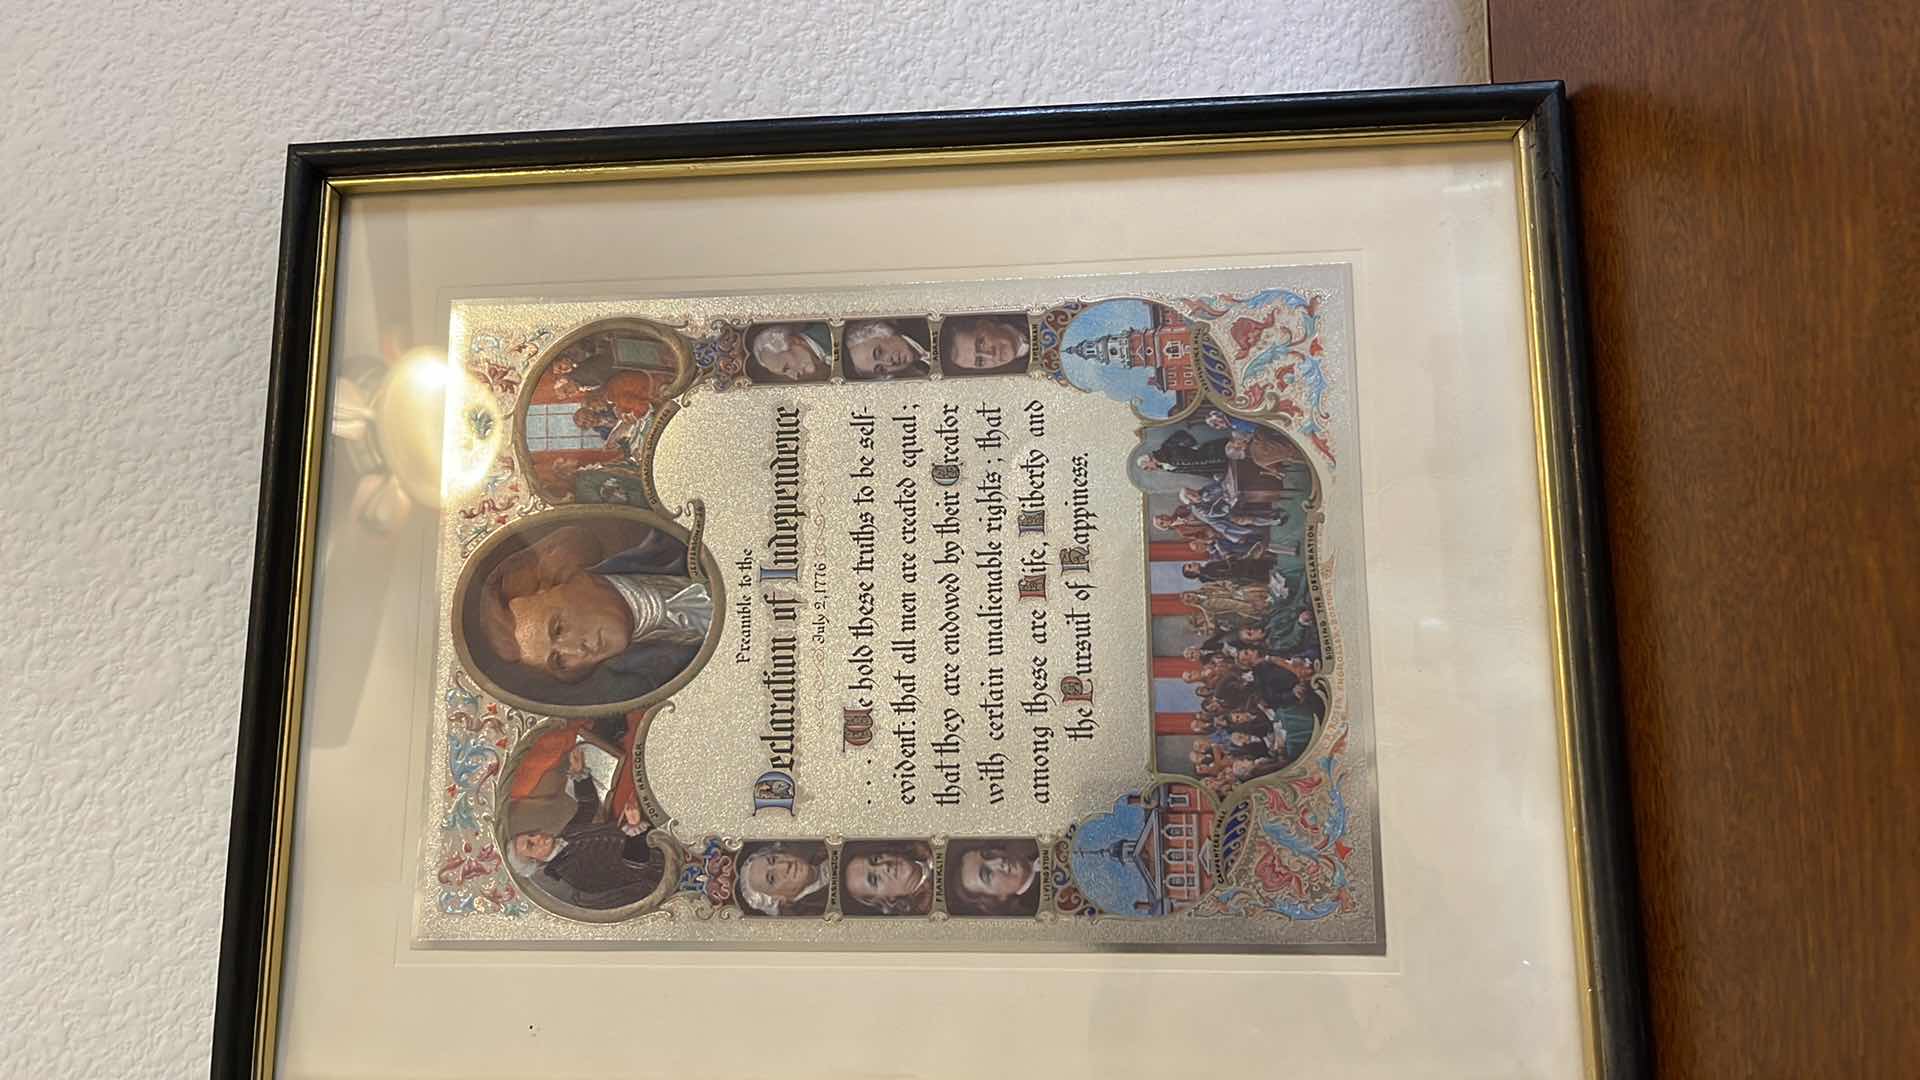 JEFFERSON
JOHN HANCOCK
Preamble to the
Declaration of Independence
July 2, 1776
. . . . We hold these truths to be self-
evident: that all men are created equal;
that they are endowed by their Creator
with certain unalienable rights; that
among these are Life, Liberty and
the Pursuit of Happiness.
WASHINGTON
FRANKLIN
LIVINGSTON
LEE
ADAMS
SHERMAN
CARPENTERS HALL
SIGNING THE DECLARATION